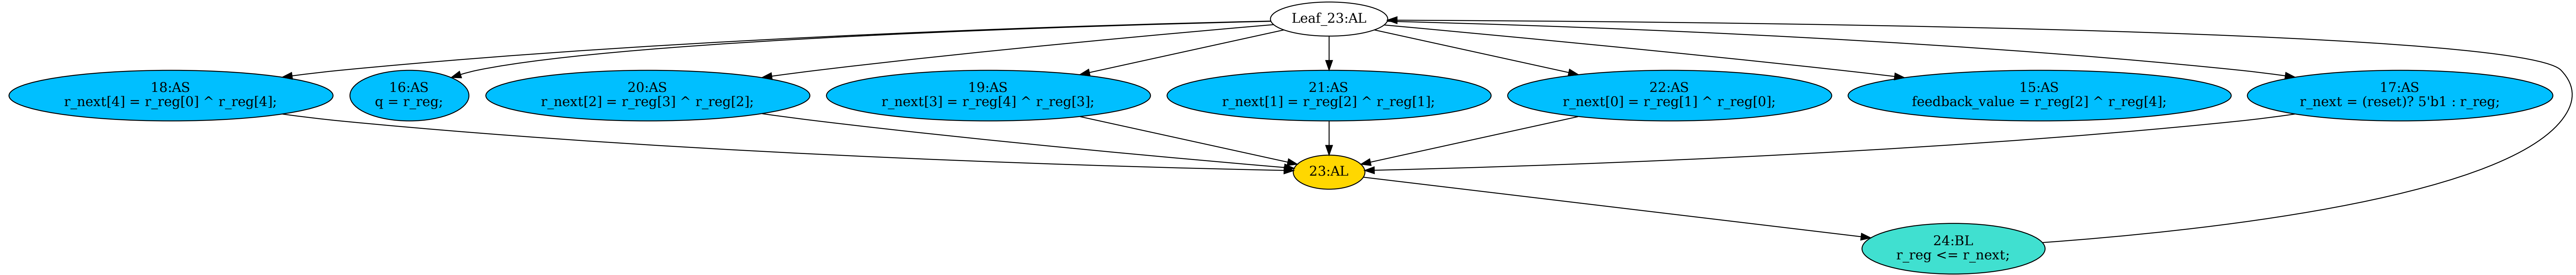 Leaf_23:AL
18:AS
r_next[4] = r_reg[0] ^ r_reg[4];
16:AS
q = r_reg;
20:AS
r_next[2] = r_reg[3] ^ r_reg[2];
19:AS
r_next[3] = r_reg[4] ^ r_reg[3];
21:AS
r_next[1] = r_reg[2] ^ r_reg[1];
22:AS
r_next[0] = r_reg[1] ^ r_reg[0];
15:AS
feedback_value = r_reg[2] ^ r_reg[4];
17:AS
r_next = (reset)? 5'b1 : r_reg;
23:AL
24:BL
r_reg <= r_next;